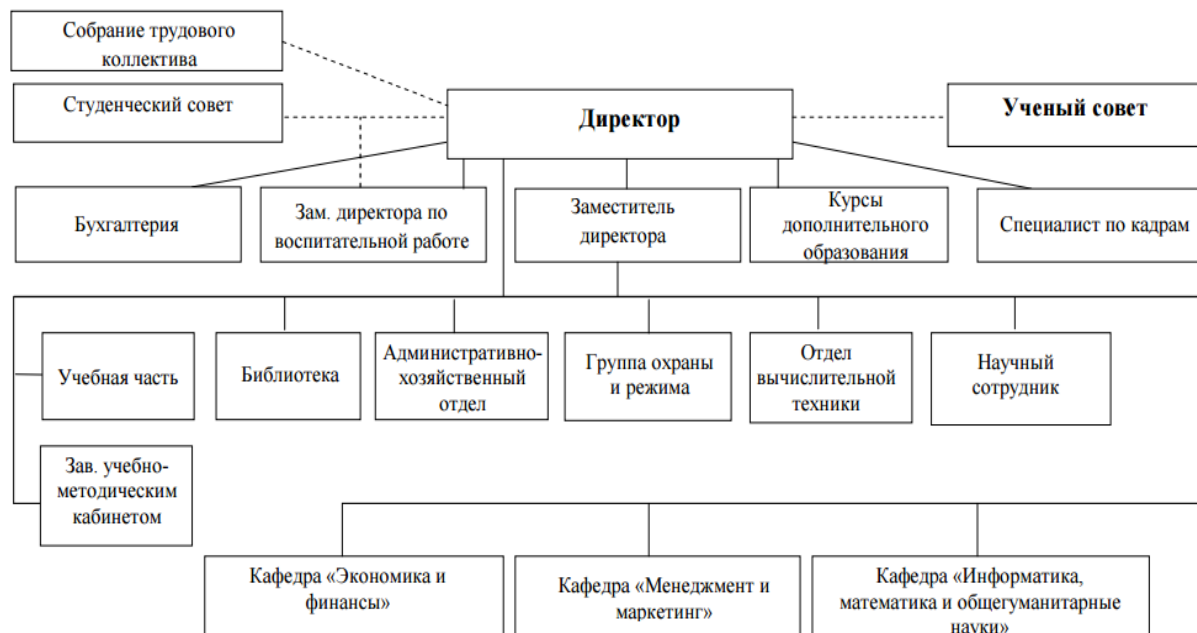 Собрание трудового
коллектива
Студенческий совет
Директор
Ученый совет
Бухгалтерия
Зам. директора по
воспитательной работе
Заместитель
директора
Курсы
дополнительного
образования
Специалист по кадрам
Учебная часть
Библиотека
Административно-
хозяйственный
отдел
Группа охраны
и режима
Отдел
вычислительной
техники
Научный
сотрудник
Зав. учебно-
методическим
кабинетом
Кафедра «Экономика и
финансы»
Кафедра «Менеджмент и
маркетинг»
Кафедра «Информатика,
математика и общегуманитарные
науки»